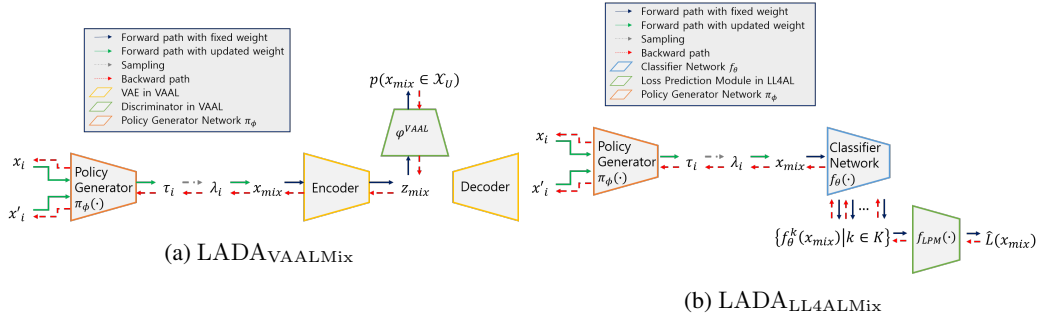 Forward path with fixed weight
Forward path with updated weight
Sampling
Backward path
VAE in VAAL
Discriminator in VAAL
Policy Generator Network π_ϕ
p(x_mix ∈ X_U)
φ^VAAL
x_i
x'_i
Policy
Generator
π_ϕ(·)
τ_i
λ_i
x_mix
Encoder
z_mix
Decoder
(a) LADA_VAALMix
Forward path with fixed weight
Forward path with updated weight
Sampling
Backward path
Classifier Network f_θ
Loss Prediction Module in LL4AL
Policy Generator Network π_ϕ
x_i
x'_i
Policy
Generator
π_ϕ(·)
τ_i
λ_i
x_mix
Classifier
Network
f_θ(·)
...
{f_θ^k(x_mix)|k ∈ K}
f_LPM(·)
L̂(x_mix)
(b) LADA_LL4ALMix